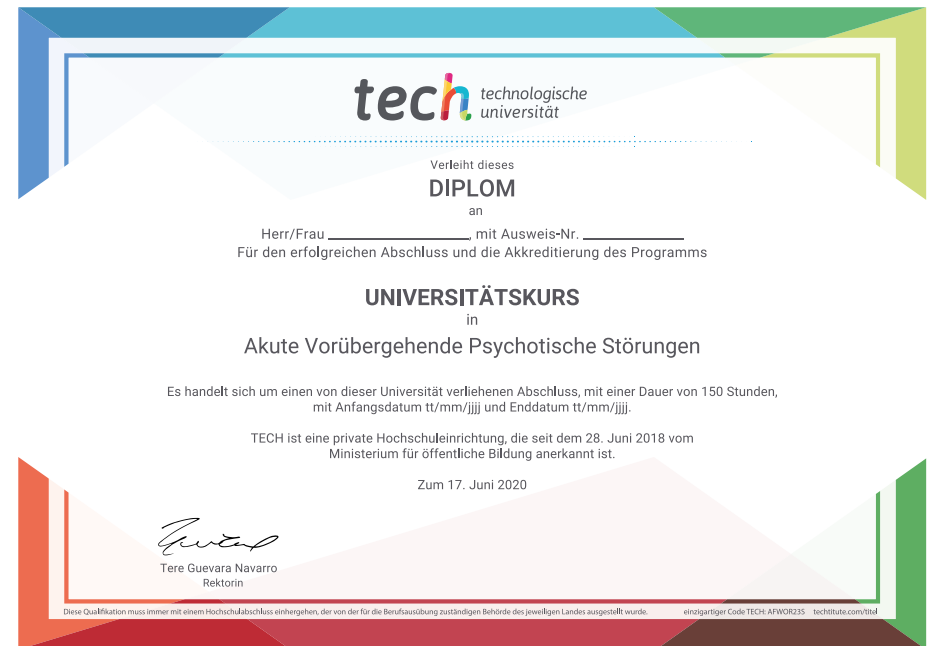 tech technologische
universität
Verleiht dieses
DIPLOM
an
Herr/Frau ____________________, mit Ausweis-Nr. ______________
Für den erfolgreichen Abschluss und die Akkreditierung des Programms
UNIVERSITÄTSKURS
in
Akute Vorübergehende Psychotische Störungen
Es handelt sich um einen von dieser Universität verliehenen Abschluss, mit einer Dauer von 150 Stunden,
mit Anfangsdatum tt/mm/jjjj und Enddatum tt/mm/jjjj.
TECH ist eine private Hochschuleinrichtung, die seit dem 28. Juni 2018 vom
Ministerium für öffentliche Bildung anerkannt ist.
Zum 17. Juni 2020
Tere Guevara Navarro
Rektorin
Diese Qualifikation muss immer mit einem Hochschulabschluss einhergehen, der von der für die Berufsausübung zuständigen Behörde des jeweiligen Landes ausgestellt wurde. einzigartiger Code TECH: AFWOR235 techtitute.com/titel